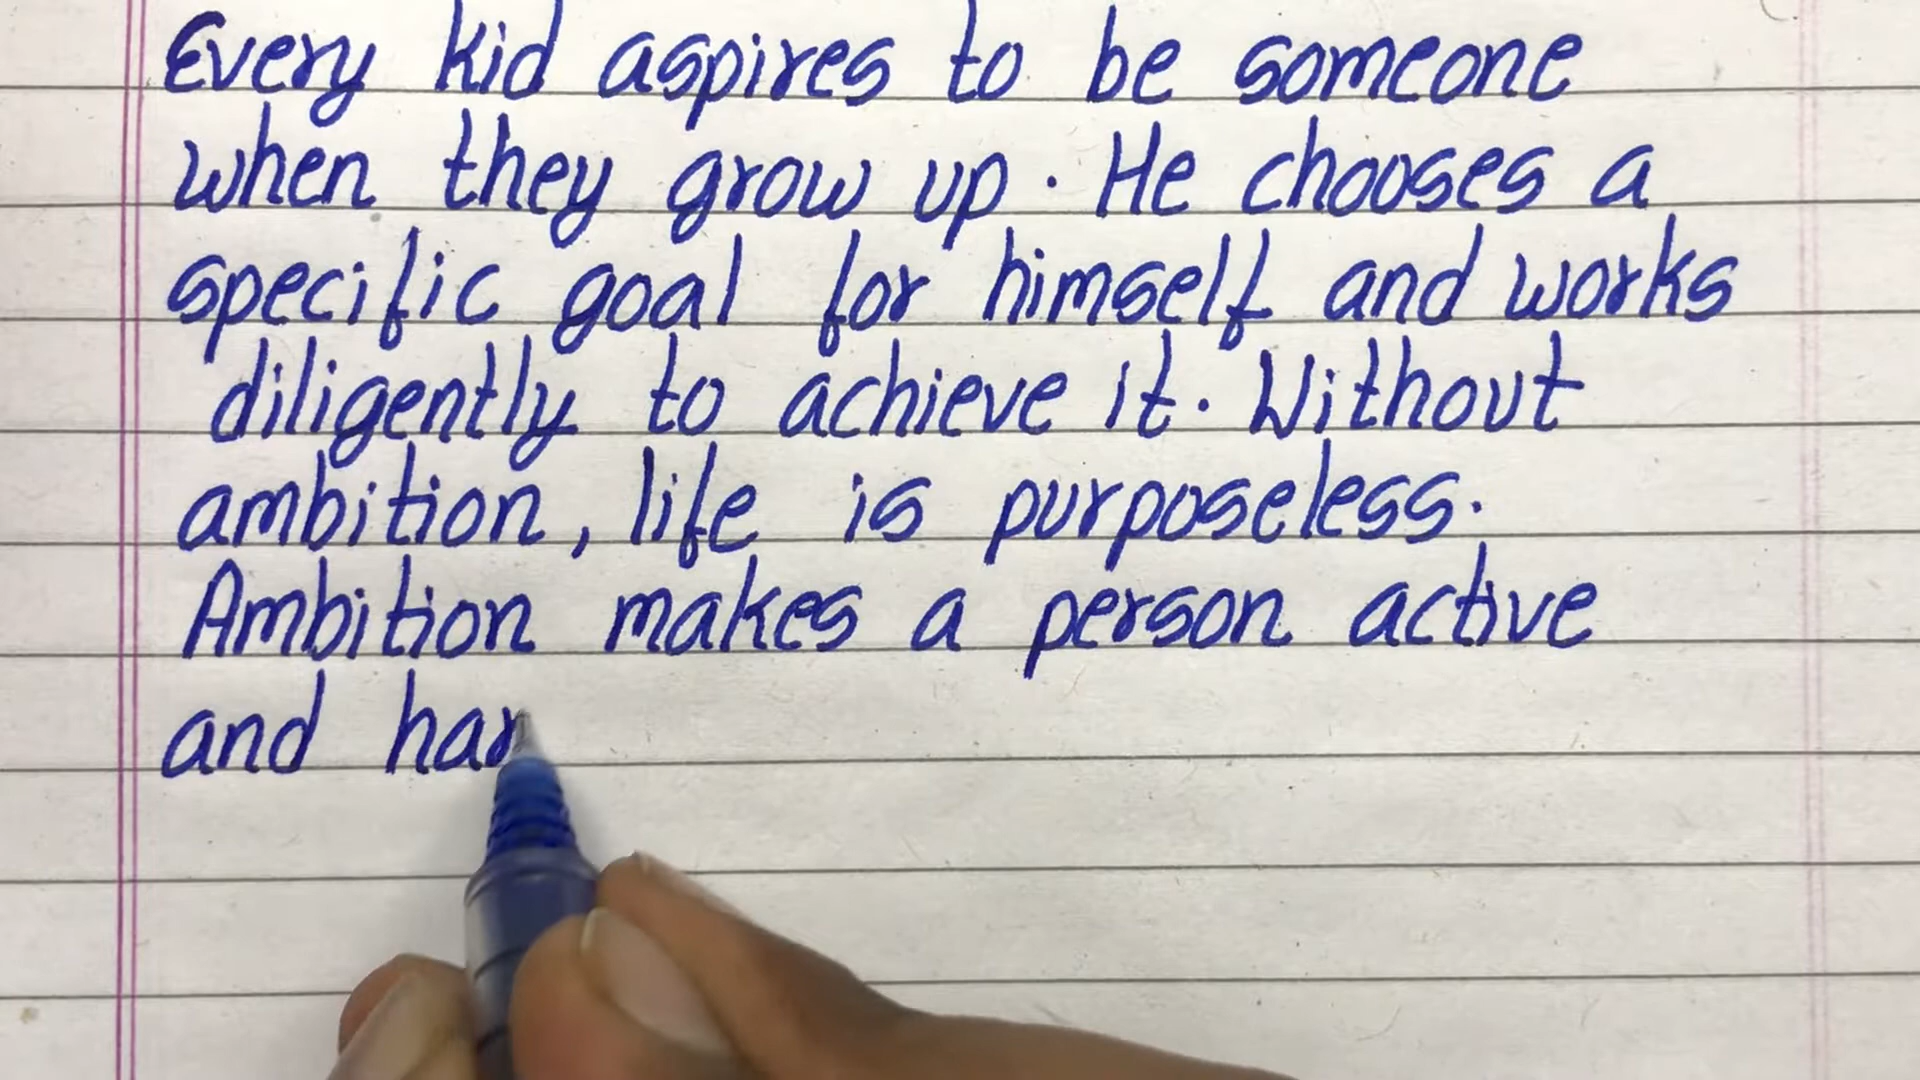 Every kid aspires to be someone
when they grow up. He chooses a
specific goal for himself and works
diligently to achieve it. Without
ambition, life is purposeless.
Ambition makes a person active
and har